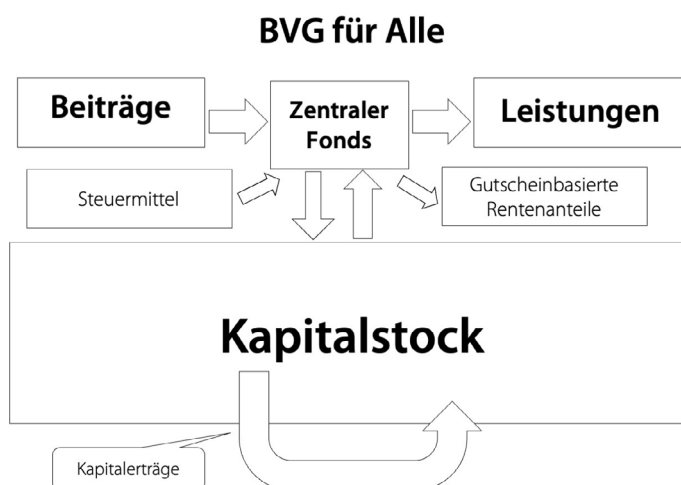 BVG für Alle
Beiträge
Zentraler
Fonds
Leistungen
Steuermittel
Gutscheinbasierte
Rentenanteile
Kapitalstock
Kapitalerträge